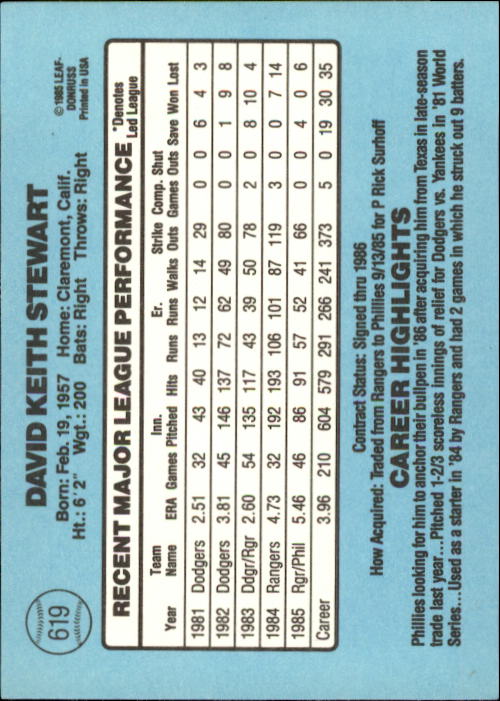 619
DAVID KEITH STEWART
Born: Feb. 19, 1957 Home: Claremont, Calif.
Ht.: 6'2" Wgt.: 200 Bats: Right Throws: Right
©1985 LEAF-
DONRUSS
Printed in USA
RECENT MAJOR LEAGUE PERFORMANCE *Denotes
Led League
Team Inn. Er. Strike Comp. Shut
Year Name ERA Games Pitched Hits Runs Runs Walks Outs Games Outs Save Won Lost
1981 Dodgers 2.51 32 43 40 13 12 14 29 0 0 6 4 3
1982 Dodgers 3.81 45 146 137 72 62 49 80 0 0 1 9 8
1983 Ddgr/Rgr 2.60 54 135 117 43 39 50 78 2 0 8 10 4
1984 Rangers 4.73 32 192 193 106 101 87 119 3 0 0 7 14
1985 Rgr/Phil 5.46 46 86 91 57 52 41 66 0 0 4 0 6
Career 3.96 210 604 579 291 266 241 373 5 0 19 30 35
Contract Status: Signed thru 1986
How Acquired: Traded from Rangers to Phillies 9/13/85 for P Rick Surhoff
CAREER HIGHLIGHTS
Phillies looking for him to anchor their bullpen in '86 after acquiring him from Texas in late-season
trade last year...Pitched 1-2/3 scoreless innings of relief for Dodgers vs. Yankees in '81 World
Series...Used as a starter in '84 by Rangers and had 2 games in which he struck out 9 batters.